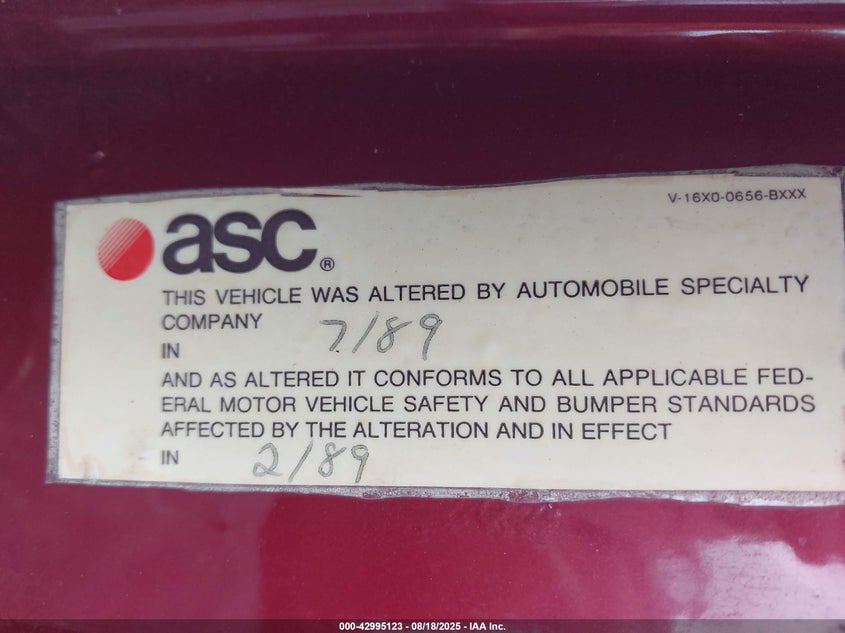 V-16X0-0656-BXXX
asc®
THIS VEHICLE WAS ALTERED BY AUTOMOBILE SPECIALTY
COMPANY
IN 7/89
AND AS ALTERED IT CONFORMS TO ALL APPLICABLE FED-
ERAL MOTOR VEHICLE SAFETY AND BUMPER STANDARDS
AFFECTED BY THE ALTERATION AND IN EFFECT
IN 2/89
000-42995123 - 08/18/2025 - IAA Inc.